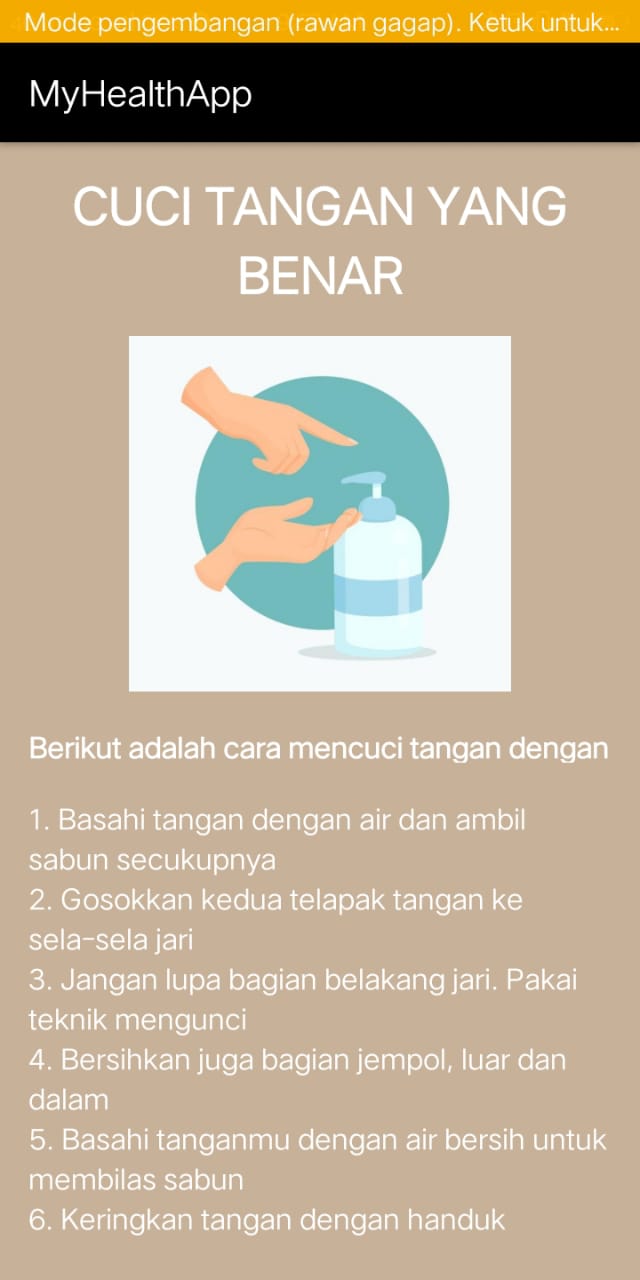 Mode pengembangan (rawan gagap). Ketuk untuk...
MyHealthApp
CUCI TANGAN YANG
BENAR
Berikut adalah cara mencuci tangan dengan
1. Basahi tangan dengan air dan ambil
sabun secukupnya
2. Gosokkan kedua telapak tangan ke
sela-sela jari
3. Jangan lupa bagian belakang jari. Pakai
teknik mengunci
4. Bersihkan juga bagian jempol, luar dan
dalam
5. Basahi tanganmu dengan air bersih untuk
membilas sabun
6. Keringkan tangan dengan handuk